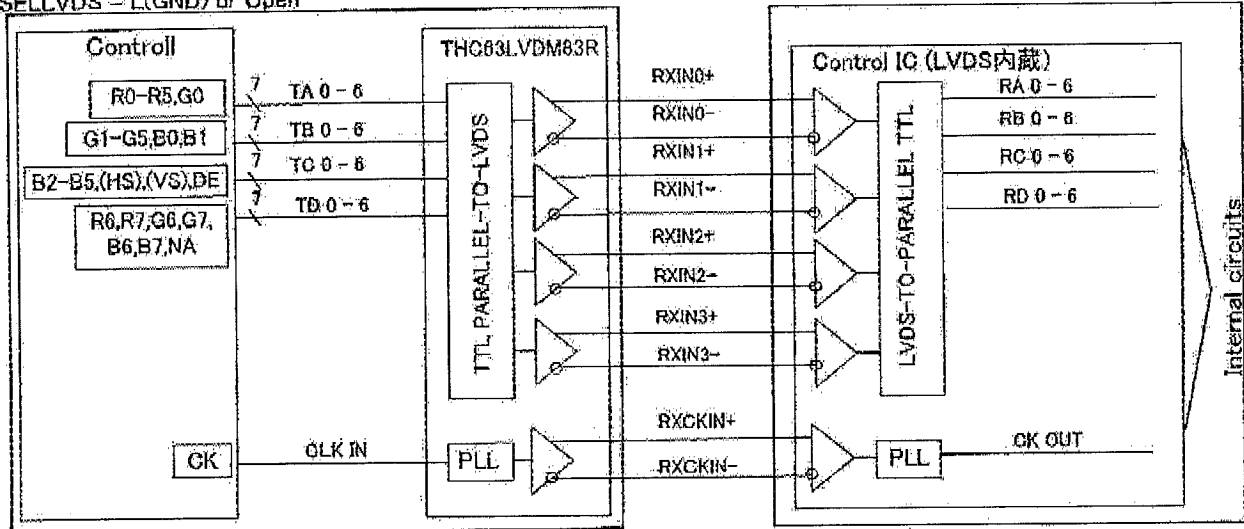 SELLVDS = L(GND) or Open
Controll
THC63LVDM83R
Control IC (LVDS内蔵)
R0-R5,G0
7
TA 0 - 6
RXIN0+
RA 0 - 6
G1-G5,B0,B1
7
TB 0 - 6
RXIN0-
RB 0 - 6
B2-B5,(HS),(VS),DE
7
TC 0 - 6
RXIN1+
RC 0 - 6
R6,R7,G6,G7,
B6,B7,NA
7
TD 0 - 6
RXIN1-
RD 0 - 6
TTL PARALLEL-TO-LVDS
RXIN2+
RXIN2-
RXIN3+
RXIN3-
LVDS-TO-PARALLEL TTL
Internal circuits
CK
CLK IN
PLL
RXCKIN+
RXCKIN-
PLL
CK OUT